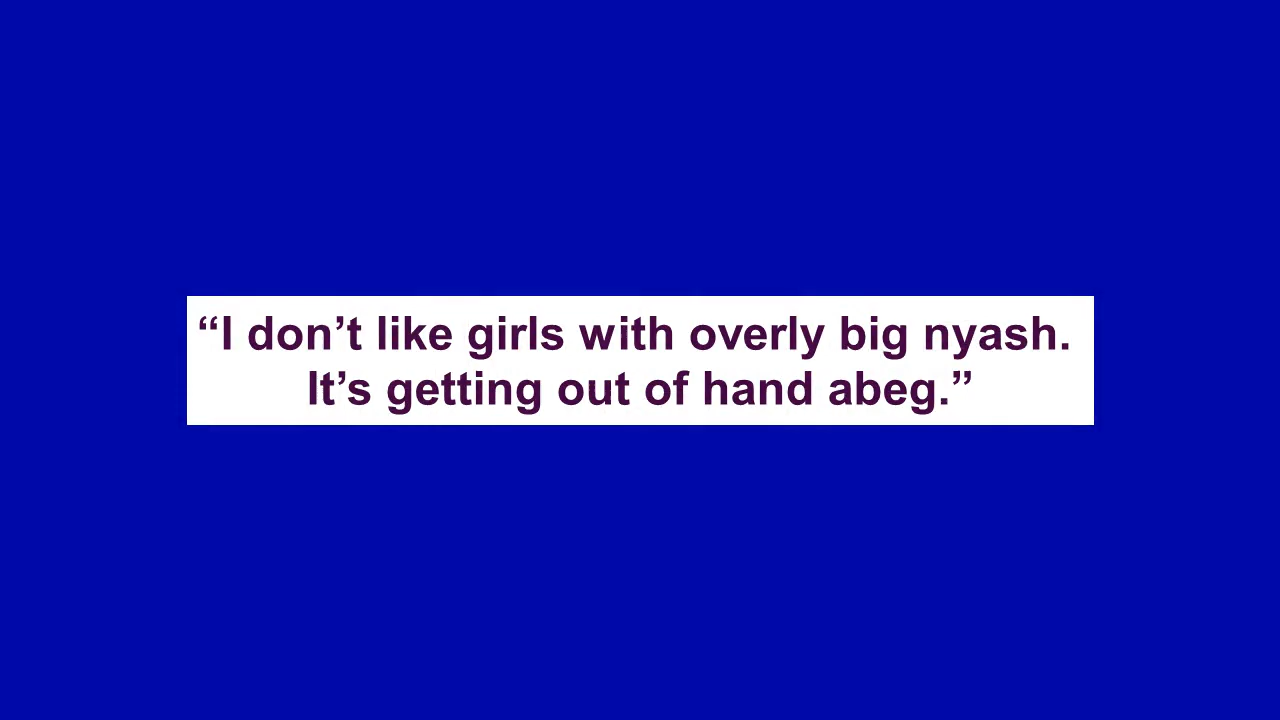 “I don’t like girls with overly big nyash.
It’s getting out of hand abeg.”